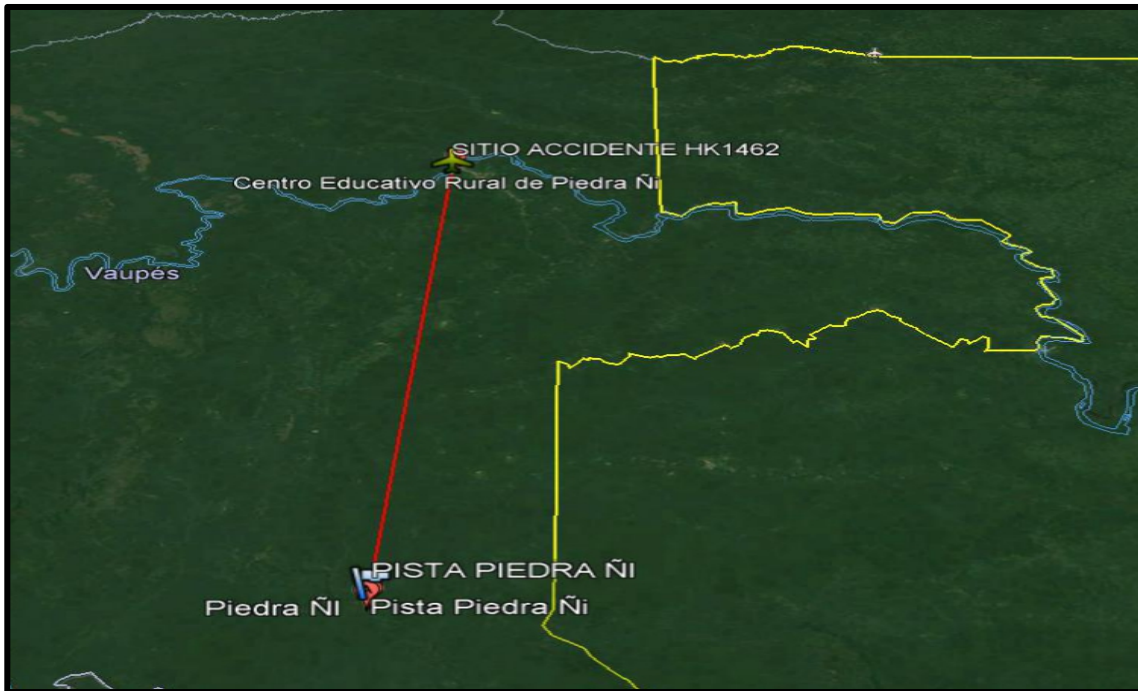 SITIO ACCIDENTE HK1462
Centro Educativo Rural de Piedra Ñi
Vaupés
PISTA PIEDRA ÑI
Piedra ÑI
Pista Piedra Ñi